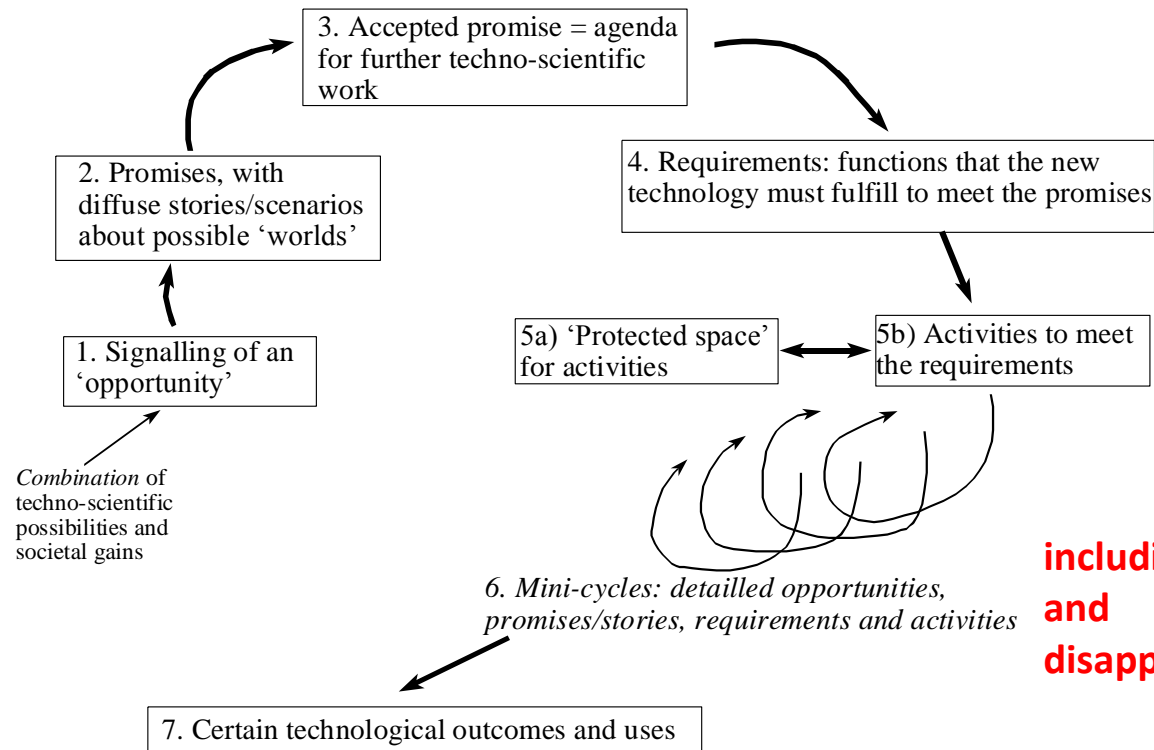 3. Accepted promise = agenda
for further techno-scientific
work
2. Promises, with
diffuse stories/scenarios
about possible ‘worlds’
4. Requirements: functions that the new
technology must fulfill to meet the promises
1. Signalling of an
‘opportunity’
5a) ‘Protected space’
for activities
5b) Activities to meet
the requirements
Combination of
techno-scientific
possibilities and
societal gains
6. Mini-cycles: detailled opportunities,
promises/stories, requirements and activities
and
7. Certain technological outcomes and uses